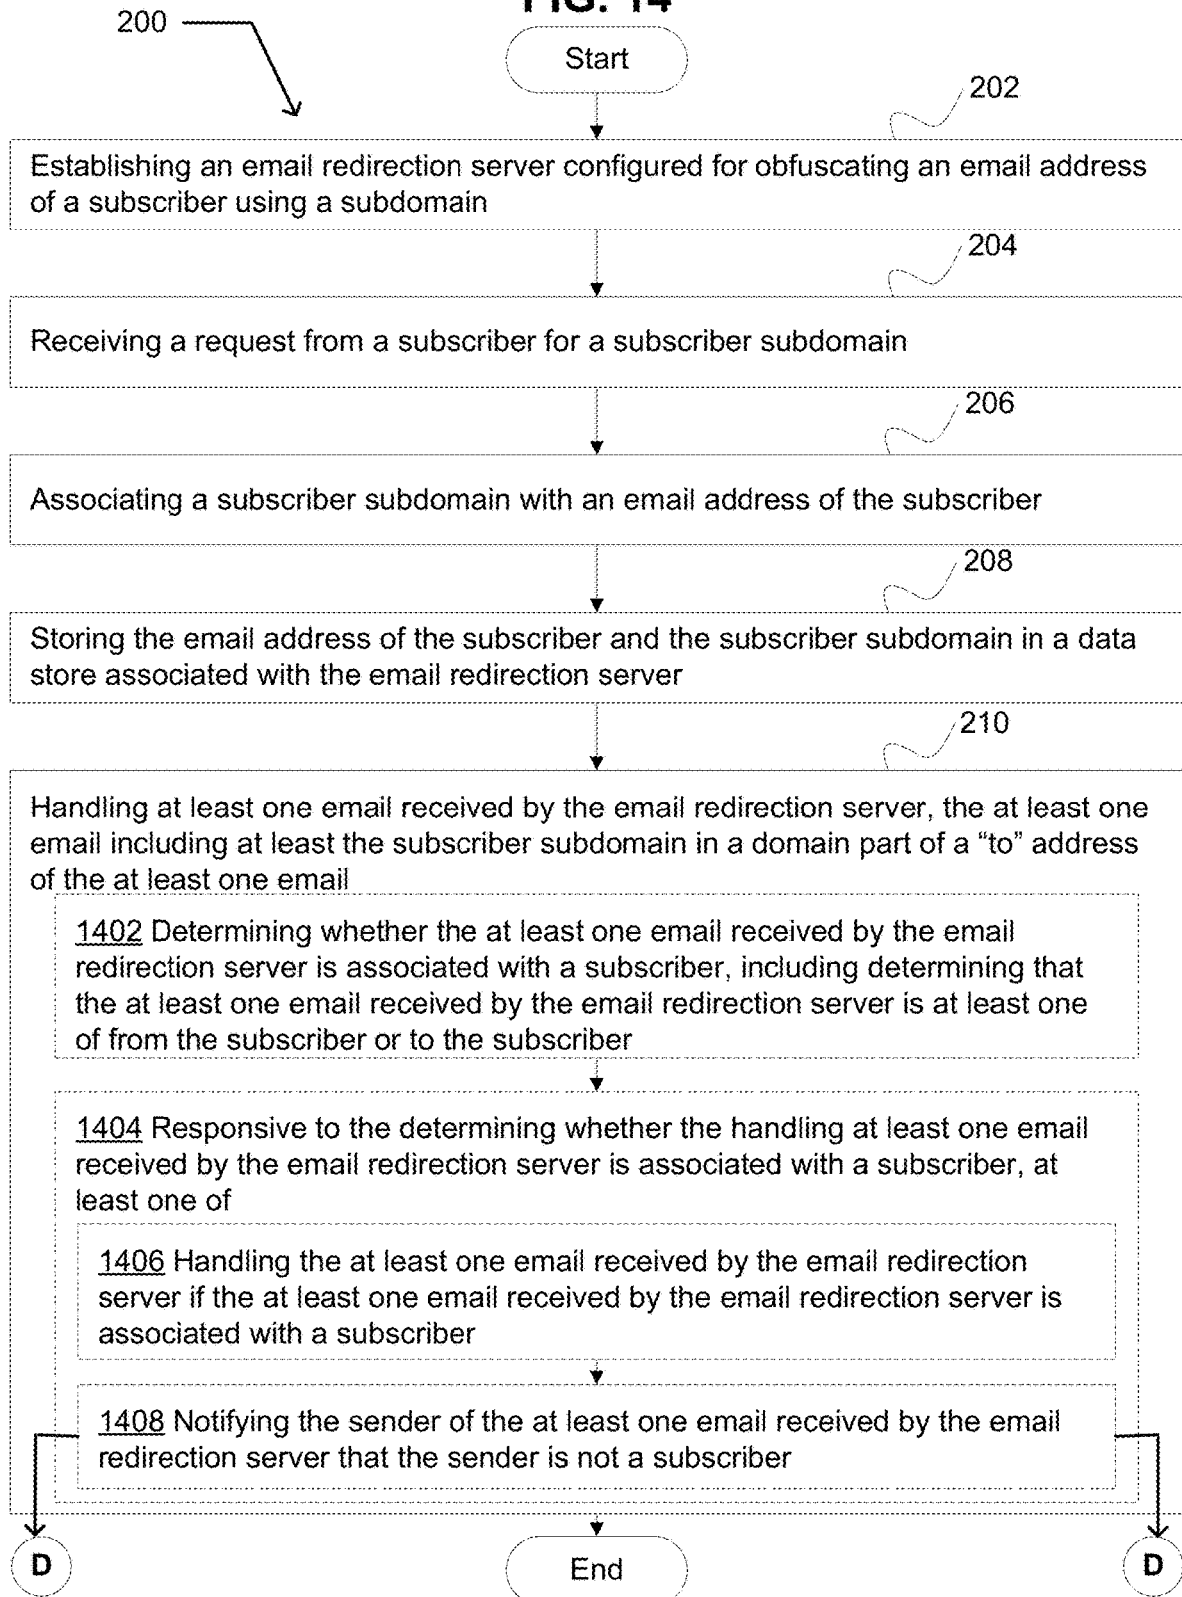 FIG. 14
200
Start
202
Establishing an email redirection server configured for obfuscating an email address
of a subscriber using a subdomain
204
Receiving a request from a subscriber for a subscriber subdomain
206
Associating a subscriber subdomain with an email address of the subscriber
208
Storing the email address of the subscriber and the subscriber subdomain in a data
store associated with the email redirection server
210
Handling at least one email received by the email redirection server, the at least one
email including at least the subscriber subdomain in a domain part of a “to” address
of the at least one email
1402 Determining whether the at least one email received by the email
redirection server is associated with a subscriber, including determining that
the at least one email received by the email redirection server is at least one
of from the subscriber or to the subscriber
1404 Responsive to the determining whether the handling at least one email
received by the email redirection server is associated with a subscriber, at
least one of
1406 Handling the at least one email received by the email redirection
server if the at least one email received by the email redirection server is
associated with a subscriber
1408 Notifying the sender of the at least one email received by the email
redirection server that the sender is not a subscriber
D
End
D